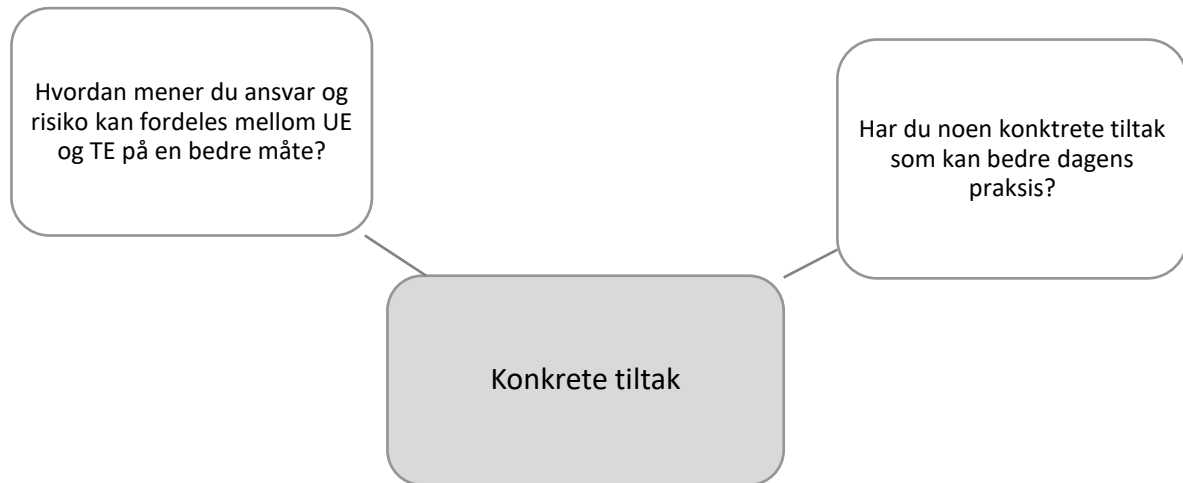 Hvordan mener du ansvar og
risiko kan fordeles mellom UE
og TE på en bedre måte?
Har du noen konktrete tiltak
som kan bedre dagens
praksis?
Konkrete tiltak